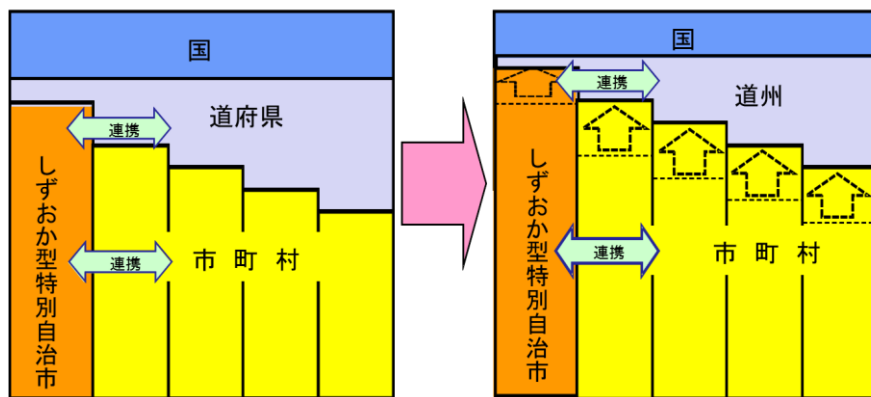 国
道府県
連携
しずおか型特別自治市
連携
市町村
国
連携
道州
しずおか型特別自治市
連携
市町村